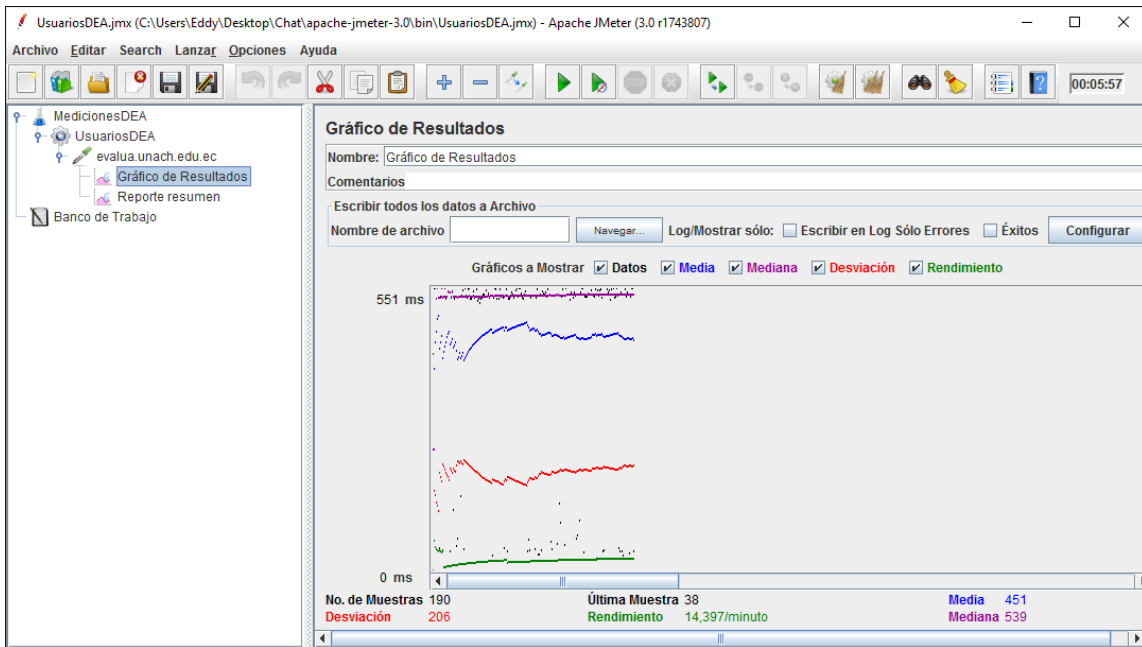 UsuariosDEA.jmx (C:\Users\Eddy\Desktop\Chat\apache-jmeter-3.0\bin\UsuariosDEA.jmx) - Apache JMeter (3.0 r1743807)
Archivo Editar Search Lanzar Opciones Ayuda
STOP 00:05:57
MedicionesDEA
UsuariosDEA
evalua.unach.edu.ec
Gráfico de Resultados
Reporte resumen
Banco de Trabajo
Gráfico de Resultados
Nombre: Gráfico de Resultados
Comentarios
Escribir todos los datos a Archivo
Nombre de archivo Navegar... Log/Mostrar sólo: Escribir en Log Sólo Errores Éxitos Configurar
Gráficos a Mostrar Datos Media Mediana Desviación Rendimiento
551 ms
0 ms
No. de Muestras 190 Última Muestra 38 Media 451
Desviación 206 Rendimiento 14,397/minuto Mediana 539